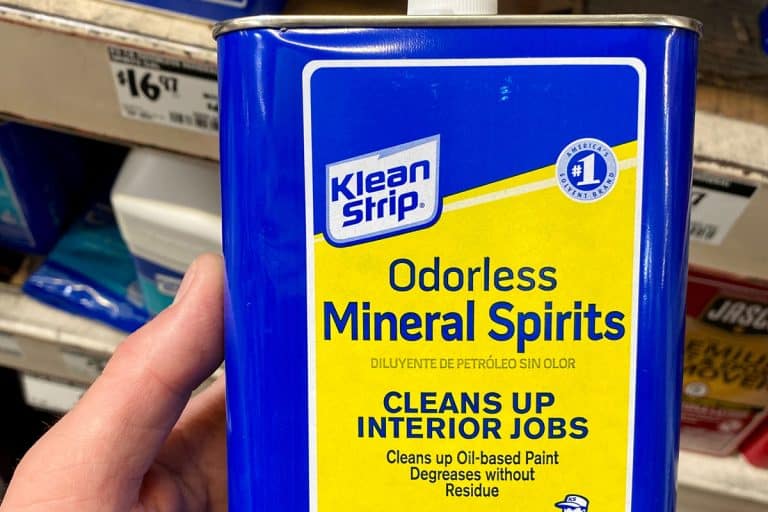 $16.97
Klean
Strip®
AMERICA'S
#1
SOLVENT BRAND
Odorless
Mineral Spirits
DILUYENTE DE PETRÓLEO SIN OLOR
CLEANS UP
INTERIOR JOBS
Cleans up Oil-based Paint
Degreases without
Residue
KS
JASCO